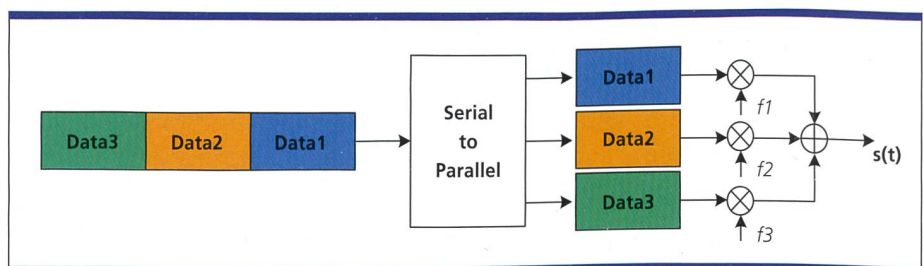 Data3 Data2 Data1
Serial
to
Parallel
Data1
Data2
Data3
f1
f2
f3
s(t)